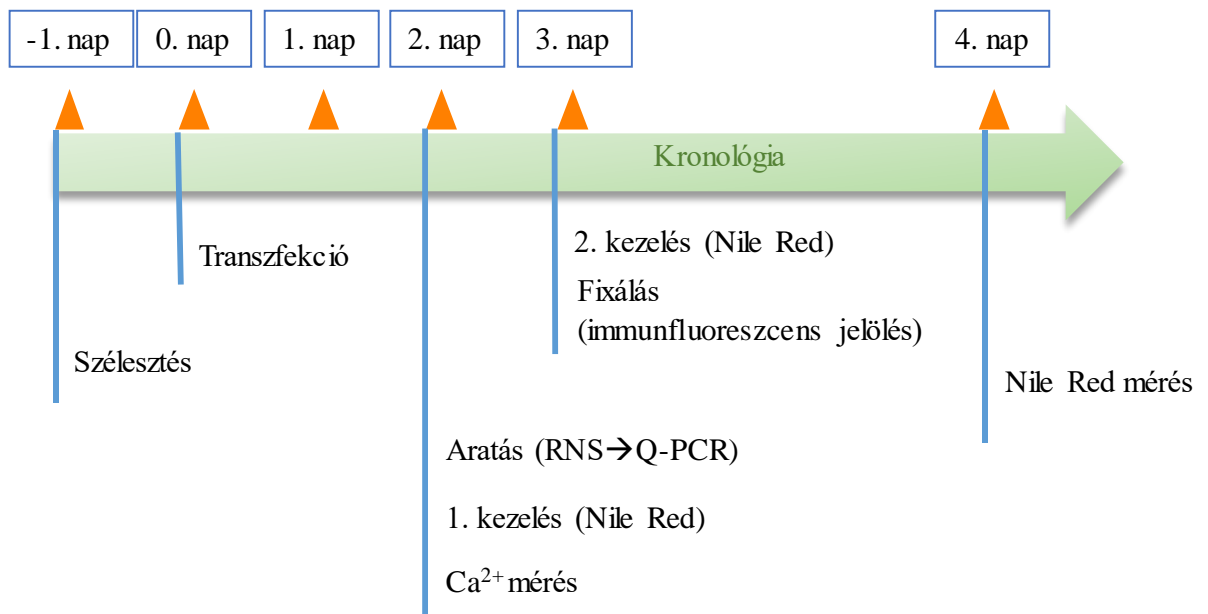 -1. nap
0. nap
1. nap
2. nap
3. nap
4. nap
Kronológia
Transzfekció
2. kezelés (Nile Red)
Fixálás
(immunfluoreszcens jelölés)
Szélesztés
Nile Red mérés
Aratás (RNS→Q-PCR)
1. kezelés (Nile Red)
Ca²⁺ mérés